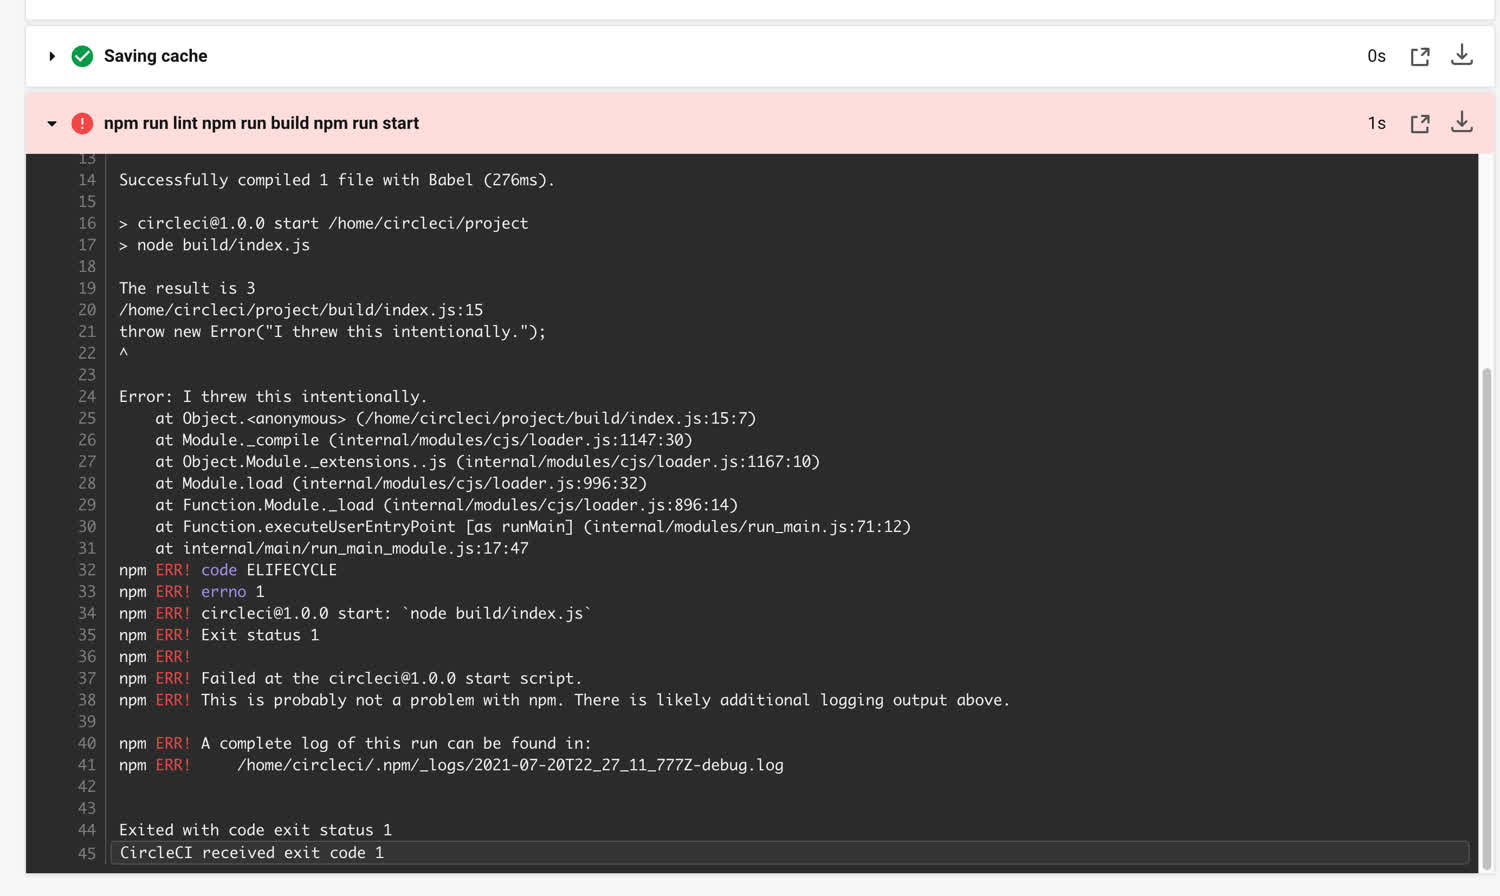 Saving cache 0s
npm run lint npm run build npm run start 1s
13
14 Successfully compiled 1 file with Babel (276ms).
15
16 > circleci@1.0.0 start /home/circleci/project
17 > node build/index.js
18
19 The result is 3
20 /home/circleci/project/build/index.js:15
21 throw new Error("I threw this intentionally.");
22 ^
23
24 Error: I threw this intentionally.
25     at Object.<anonymous> (/home/circleci/project/build/index.js:15:7)
26     at Module._compile (internal/modules/cjs/loader.js:1147:30)
27     at Object.Module._extensions..js (internal/modules/cjs/loader.js:1167:10)
28     at Module.load (internal/modules/cjs/loader.js:996:32)
29     at Function.Module._load (internal/modules/cjs/loader.js:896:14)
30     at Function.executeUserEntryPoint [as runMain] (internal/modules/run_main.js:71:12)
31     at internal/main/run_main_module.js:17:47
32 npm ERR! code ELIFECYCLE
33 npm ERR! errno 1
34 npm ERR! circleci@1.0.0 start: `node build/index.js`
35 npm ERR! Exit status 1
36 npm ERR!
37 npm ERR! Failed at the circleci@1.0.0 start script.
38 npm ERR! This is probably not a problem with npm. There is likely additional logging output above.
39
40 npm ERR! A complete log of this run can be found in:
41 npm ERR!     /home/circleci/.npm/_logs/2021-07-20T22_27_11_777Z-debug.log
42
43
44 Exited with code exit status 1
45 CircleCI received exit code 1